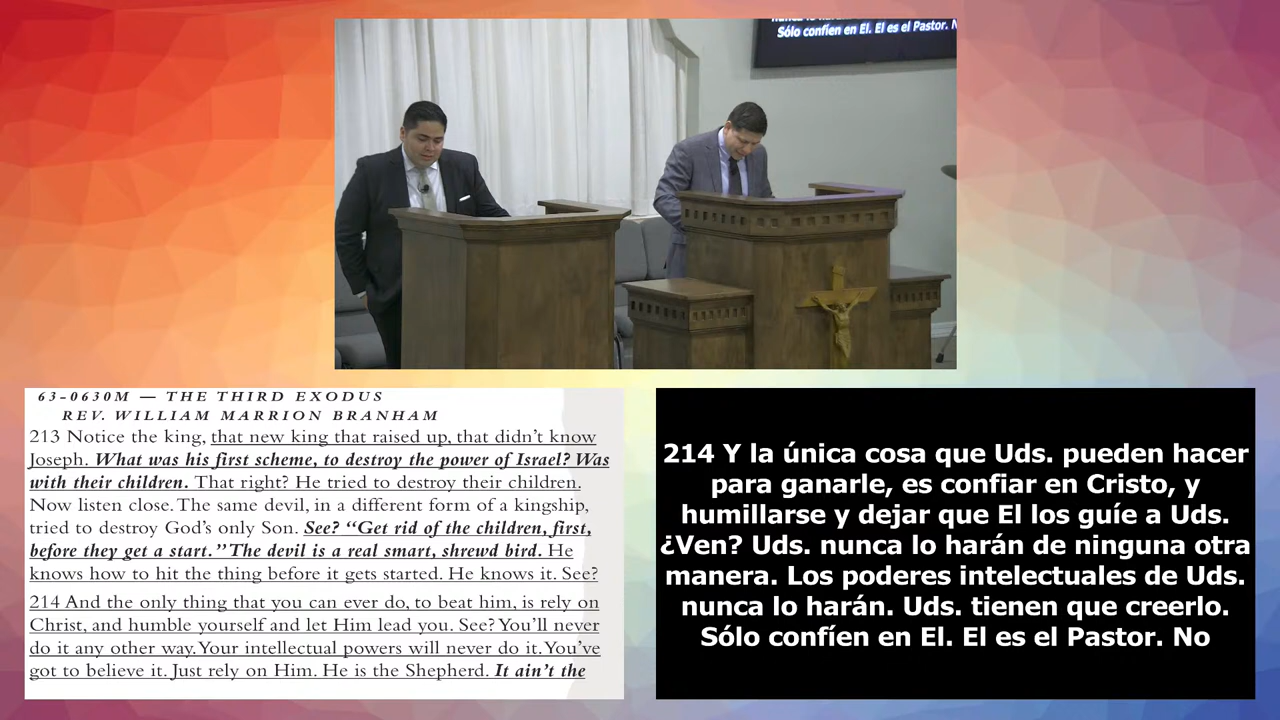 Sólo confíen en El. El es el Pastor. N
63-0630M — THE THIRD EXODUS
REV. WILLIAM MARRION BRANHAM
213 Notice the king, that new king that raised up, that didn't know
Joseph. What was his first scheme, to destroy the power of Israel? Was
with their children. That right? He tried to destroy their children.
Now listen close. The same devil, in a different form of a kingship,
tried to destroy God's only Son. See? “Get rid of the children, first,
before they get a start.” The devil is a real smart, shrewd bird. He
knows how to hit the thing before it gets started. He knows it. See?
214 And the only thing that you can ever do, to beat him, is rely on
Christ, and humble yourself and let Him lead you. See? You'll never
do it any other way. Your intellectual powers will never do it. You've
got to believe it. Just rely on Him. He is the Shepherd. It ain't the
214 Y la única cosa que Uds. pueden hacer
para ganarle, es confiar en Cristo, y
humillarse y dejar que El los guíe a Uds.
¿Ven? Uds. nunca lo harán de ninguna otra
manera. Los poderes intelectuales de Uds.
nunca lo harán. Uds. tienen que creerlo.
Sólo confíen en El. El es el Pastor. No